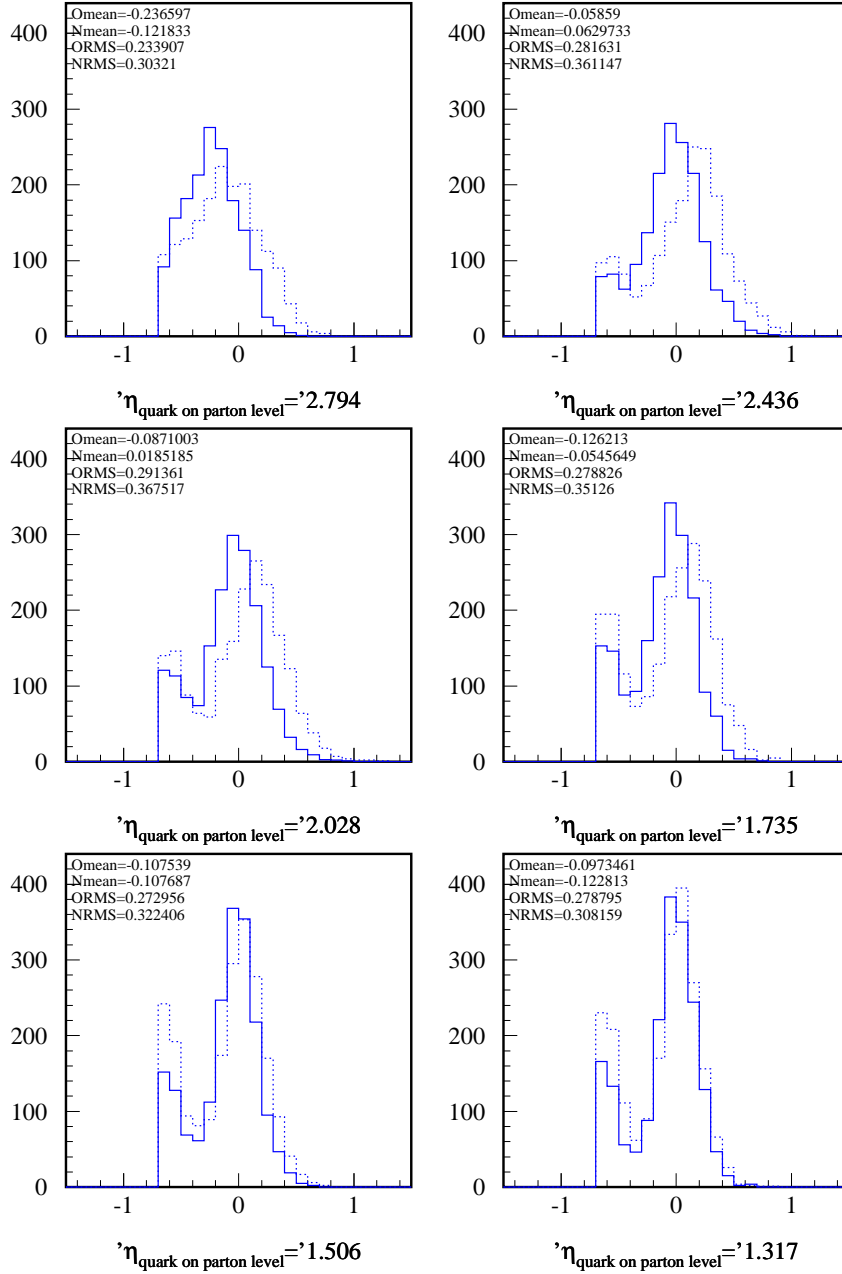 Omean=-0.236597
Nmean=-0.121833
ORMS=0.233907
NRMS=0.30321
400
300
200
100
0
-1 0 1
'ηquark on parton level='2.794
Omean=-0.05859
Nmean=0.0629733
ORMS=0.281631
NRMS=0.361147
400
300
200
100
0
-1 0 1
'ηquark on parton level='2.436
Omean=-0.0871003
Nmean=0.0185185
ORMS=0.291361
NRMS=0.367517
400
300
200
100
0
-1 0 1
'ηquark on parton level='2.028
Omean=-0.126213
Nmean=-0.0545649
ORMS=0.278826
NRMS=0.35126
400
300
200
100
0
-1 0 1
'ηquark on parton level='1.735
Omean=-0.107539
Nmean=-0.107687
ORMS=0.272956
NRMS=0.322406
400
300
200
100
0
-1 0 1
'ηquark on parton level='1.506
Omean=-0.0973461
Nmean=-0.122813
ORMS=0.278795
NRMS=0.308159
400
300
200
100
0
-1 0 1
'ηquark on parton level='1.317